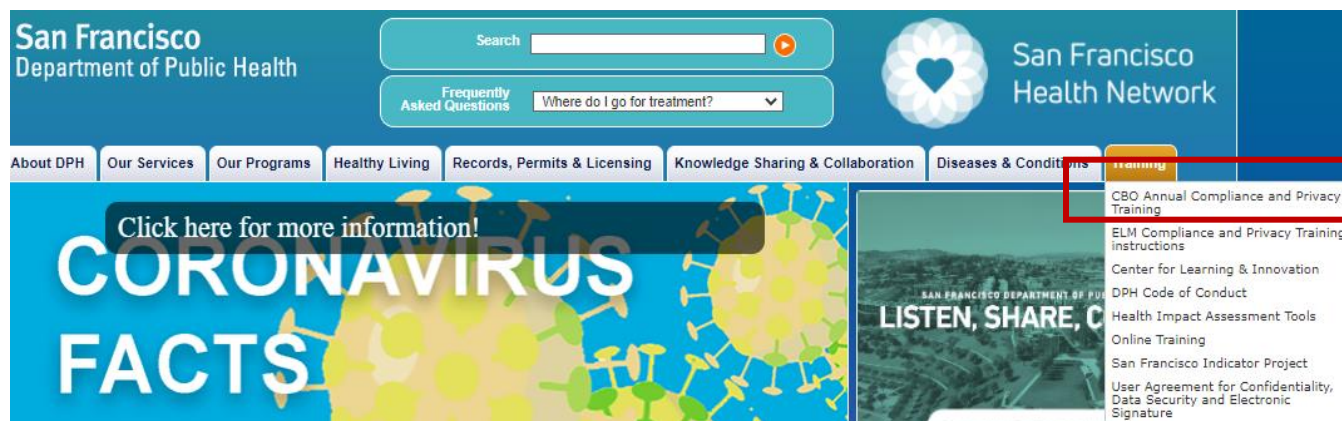 San Francisco
Department of Public Health
Search
Frequently
Asked Questions
Where do I go for treatment?
San Francisco
Health Network
About DPH
Our Services
Our Programs
Healthy Living
Records, Permits & Licensing
Knowledge Sharing & Collaboration
Diseases & Conditions
Training
Click here for more information!
CORONAVIRUS
FACTS
SAN FRANCISCO DEPARTMENT OF
LISTEN, SHARE,
CBO Annual Compliance and Privacy
Training
ELM Compliance and Privacy Training
instructions
Center for Learning & Innovation
DPH Code of Conduct
Health Impact Assessment Tools
Online Training
San Francisco Indicator Project
User Agreement for Confidentiality,
Data Security and Electronic
Signature